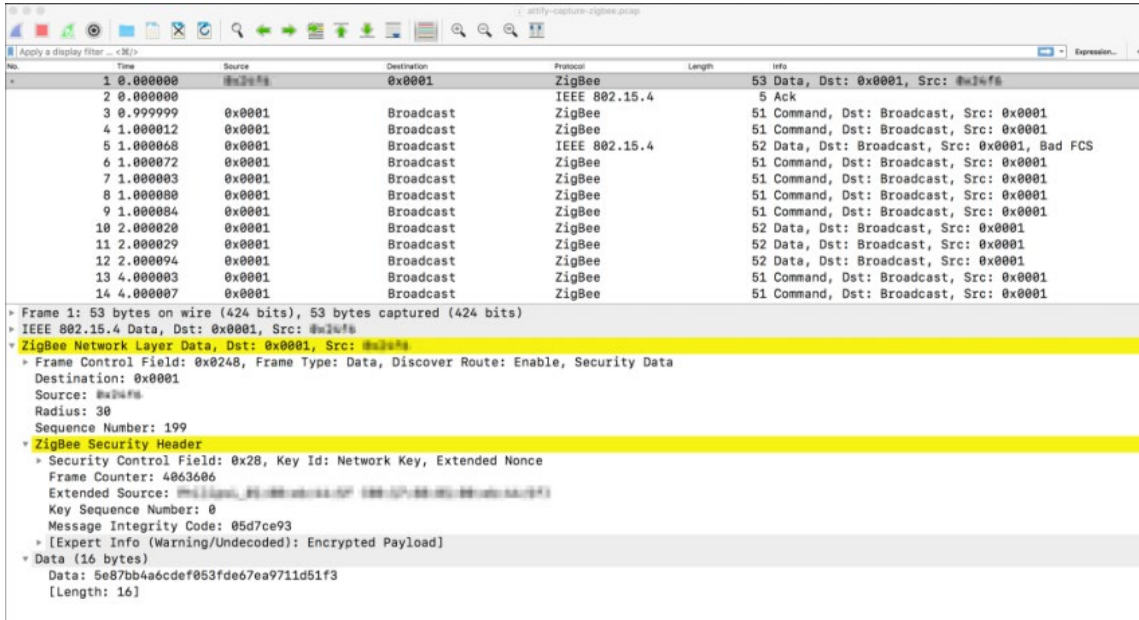 attify-capture-zigbee.pcap
Apply a display filter ... <⌘/> Expression...
No. Time Source Destination Protocol Length Info
1 0.000000 0x0001 ZigBee 53 Data, Dst: 0x0001, Src:
2 0.000000 IEEE 802.15.4 5 Ack
3 0.999999 0x0001 Broadcast ZigBee 51 Command, Dst: Broadcast, Src: 0x0001
4 1.000012 0x0001 Broadcast ZigBee 51 Command, Dst: Broadcast, Src: 0x0001
5 1.000068 0x0001 Broadcast IEEE 802.15.4 52 Data, Dst: Broadcast, Src: 0x0001, Bad FCS
6 1.000072 0x0001 Broadcast ZigBee 51 Command, Dst: Broadcast, Src: 0x0001
7 1.000003 0x0001 Broadcast ZigBee 51 Command, Dst: Broadcast, Src: 0x0001
8 1.000080 0x0001 Broadcast ZigBee 51 Command, Dst: Broadcast, Src: 0x0001
9 1.000084 0x0001 Broadcast ZigBee 51 Command, Dst: Broadcast, Src: 0x0001
10 2.000020 0x0001 Broadcast ZigBee 52 Data, Dst: Broadcast, Src: 0x0001
11 2.000029 0x0001 Broadcast ZigBee 52 Data, Dst: Broadcast, Src: 0x0001
12 2.000094 0x0001 Broadcast ZigBee 52 Data, Dst: Broadcast, Src: 0x0001
13 4.000003 0x0001 Broadcast ZigBee 51 Command, Dst: Broadcast, Src: 0x0001
14 4.000007 0x0001 Broadcast ZigBee 51 Command, Dst: Broadcast, Src: 0x0001
Frame 1: 53 bytes on wire (424 bits), 53 bytes captured (424 bits)
IEEE 802.15.4 Data, Dst: 0x0001, Src:
ZigBee Network Layer Data, Dst: 0x0001, Src:
Frame Control Field: 0x0248, Frame Type: Data, Discover Route: Enable, Security Data
Destination: 0x0001
Source:
Radius: 30
Sequence Number: 199
ZigBee Security Header
Security Control Field: 0x28, Key Id: Network Key, Extended Nonce
Frame Counter: 4063606
Extended Source:
Key Sequence Number: 0
Message Integrity Code: 05d7ce93
[Expert Info (Warning/Undecoded): Encrypted Payload]
Data (16 bytes)
Data: 5e87bb4a6cdef053fde67ea9711d51f3
[Length: 16]